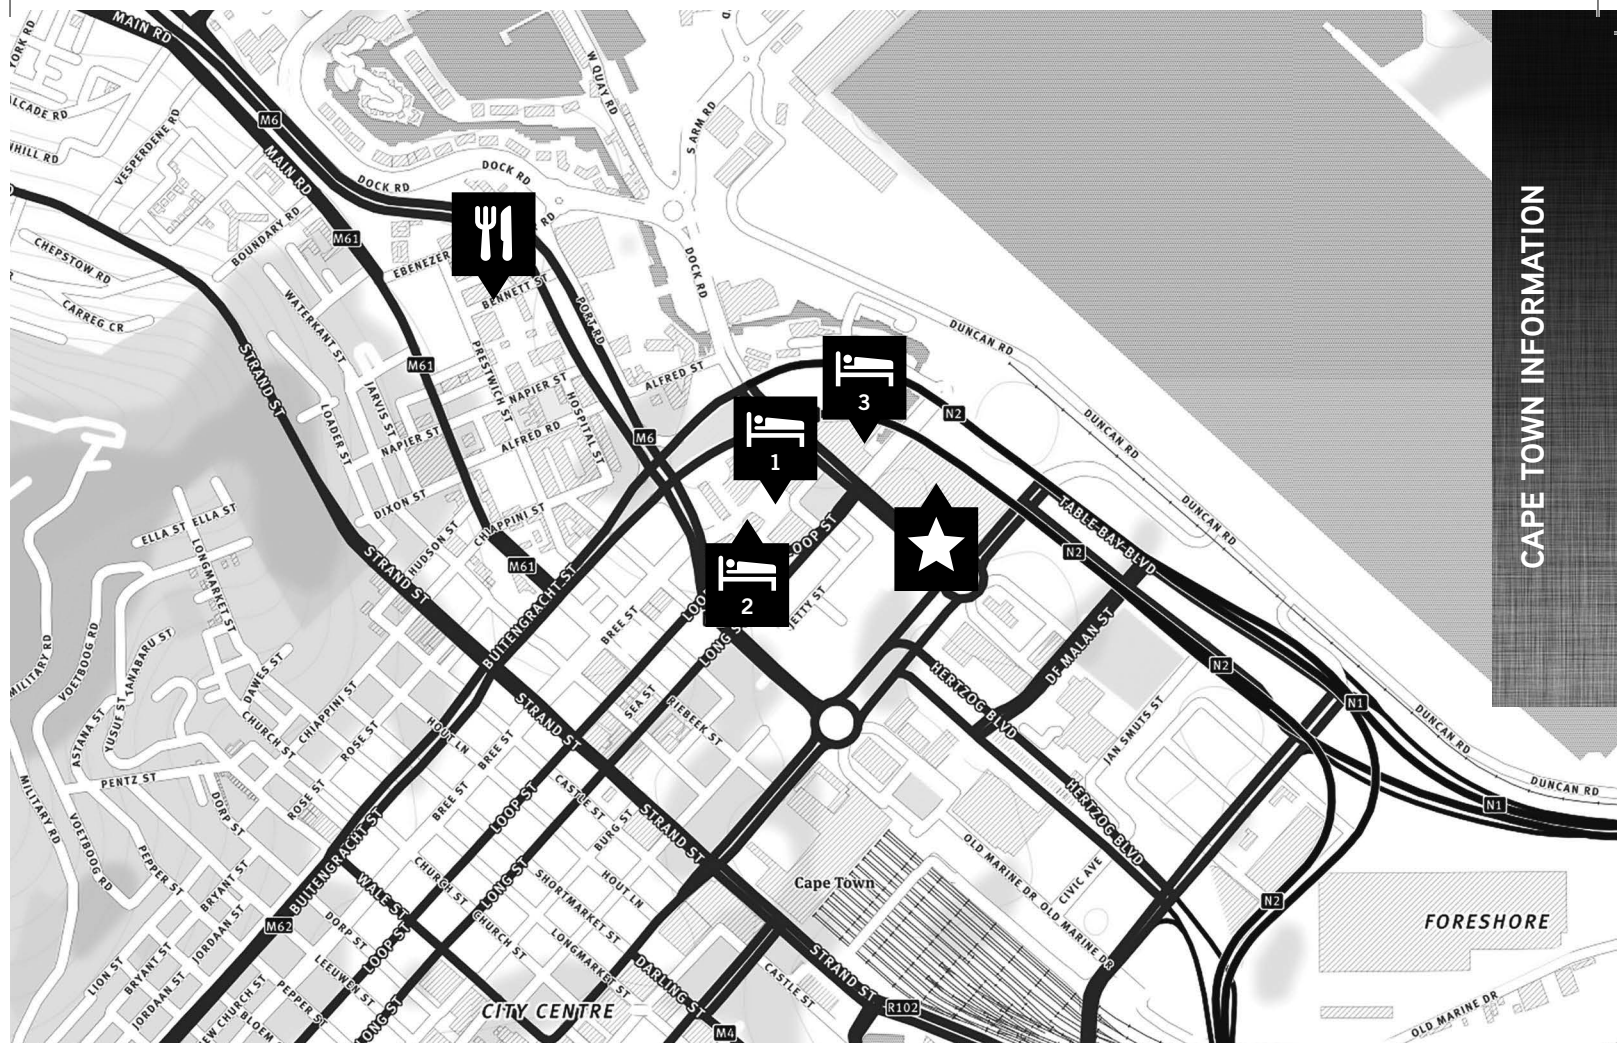 MAIN RD
YORK RD
M6
W QUAY RD
S ARM RD
VESPERDENE RD
MAIN RD
DOCK RD
DOCK RD
BOUNDARY RD
M61
CHEPSTOW RD
EBENEZER
BENNETT ST
DOCK RD
CARREG CR
WATERKANT ST
PORT RD
DUNCAN RD
CAPE TOWN INFORMATION
STRAND ST
M61
PRESTWICH ST
NAPIER ST
ALFRED ST
3
LOADER ST
JARVIS ST
HOSPITAL ST
N2
DUNCAN RD
NAPIER ST
ALFRED RD
M6
1
DIXON ST
CHIAPPINI ST
ELLA ST
ELLA ST
HUDSON ST
LOOP ST
TABLE BAY BLVD
DUNCAN RD
LONGMARKET ST
STRAND ST
M61
N2
2
BUITENGRACHT ST
BREE ST
JETTY ST
LONG S
MILITARY RD
VOETBOOG RD
TANABARU ST
DAWES ST
HERTZOG BLVD
DF MALAN ST
N2
ASTANA ST
YUSUF ST
CHURCH ST
CHIAPPINI ST
ROSE ST
HOUT LN
BREE ST
STRAND ST
SEA ST
RIEBEEK ST
JAN SMUTS ST
N1
DUNCAN RD
PENTZ ST
MILITARY RD
VOETBOOG RD
DORP ST
ROSE ST
BREE ST
LOOP ST
CASTLE ST
BURG ST
STRAND ST
HERTZOG BLVD
DUNCAN RD
N1
PEPPER ST
BRYANT ST
BUITENGRACHT ST
WALE ST
CHURCH ST
LONG ST
SHORTMARKET ST
HOUT LN
Cape Town
OLD MARINE DR
CIVIC AVE
OLD MARINE DR
N2
FORESHORE
M62
JORDAAN ST
DORP ST
LOOP ST
CHURCH ST
LONGMARKET ST
LION ST
BRYANT ST
JORDAAN ST
LEEUWEN ST
PEPPER ST
DARLING ST
CASTLE ST
STRAND ST
R102
NEW CHURCH ST
BLOEM
LONG ST
CITY CENTRE
M4
OLD MARINE DR